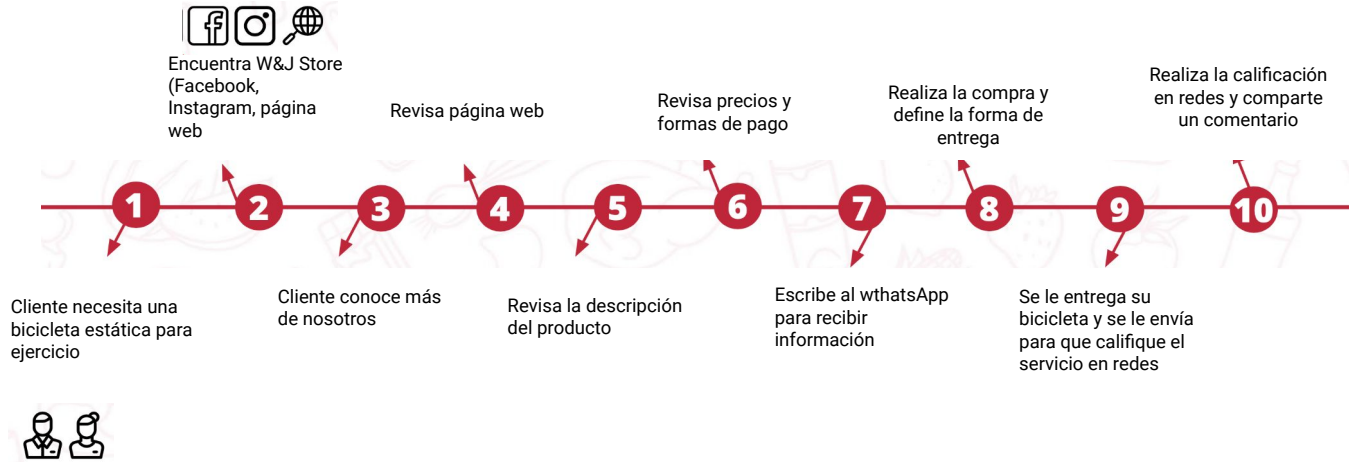 Encuentra W&J Store
(Facebook,
Instagram, página
web
Revisa página web
Revisa precios y
formas de pago
Realiza la compra y
define la forma de
entrega
Realiza la calificación
en redes y comparte
un comentario
1
2
3
4
5
6
7
8
9
10
Cliente necesita una
bicicleta estática para
ejercicio
Cliente conoce más
de nosotros
Revisa la descripción
del producto
Escribe al wthatsApp
para recibir
información
Se le entrega su
bicicleta y se le envía
para que califique el
servicio en redes